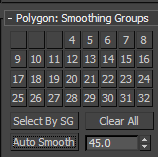 - Polygon: Smoothing Groups
4 5 6 7 8
9 10 11 12 13 14 15 16
17 18 19 20 21 22 23 24
25 26 27 28 29 30 31 32
Select By SG Clear All
Auto Smooth 45.0